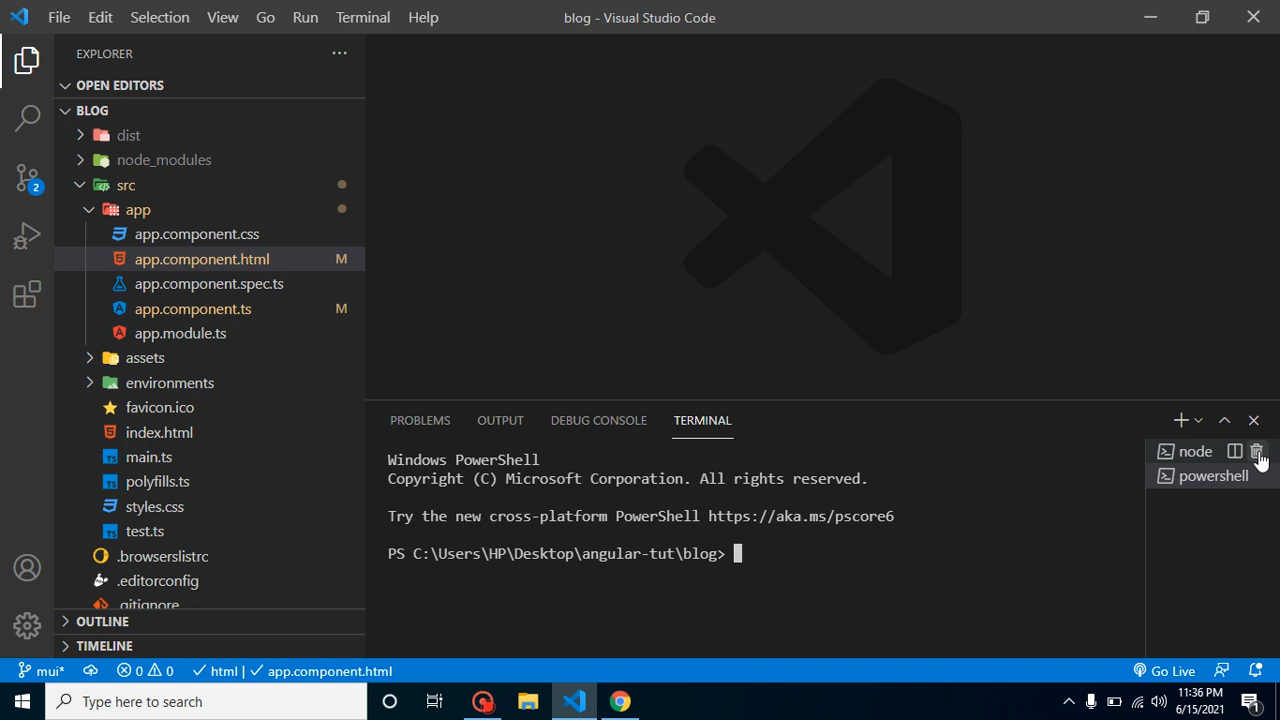 File Edit Selection View Go Run Terminal Help
blog - Visual Studio Code
EXPLORER
OPEN EDITORS
BLOG
dist
node_modules
src
app
app.component.css
app.component.html M
app.component.spec.ts
app.component.ts M
app.module.ts
assets
environments
favicon.ico
index.html
main.ts
polyfills.ts
styles.css
test.ts
.browserslistrc
.editorconfig
.gitignore
OUTLINE
TIMELINE
2
PROBLEMS OUTPUT DEBUG CONSOLE TERMINAL
Windows PowerShell
Copyright (C) Microsoft Corporation. All rights reserved.
Try the new cross-platform PowerShell https://aka.ms/pscore6
PS C:\Users\HP\Desktop\angular-tut\blog>
node
powershell
mui* 0 0 html | app.component.html Go Live
Type here to search
11:36 PM
6/15/2021
1